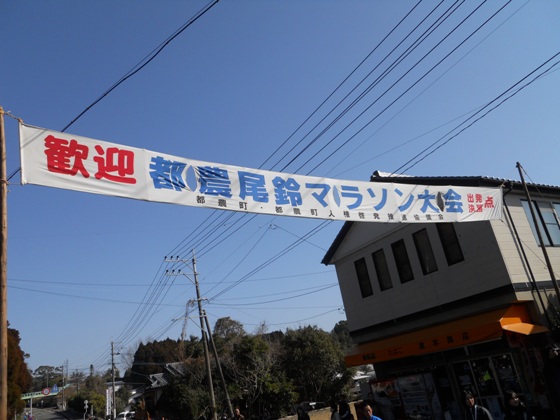 歓迎 都農尾鈴マラソン大会 出発決勝点
都農町・都農町人権啓発推進協議会